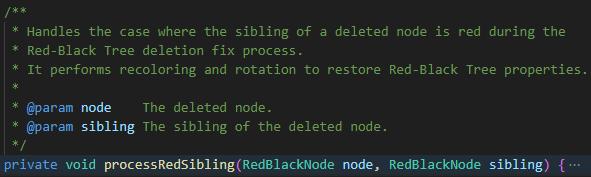 /**
 * Handles the case where the sibling of a deleted node is red during the
 * Red-Black Tree deletion fix process.
 * It performs recoloring and rotation to restore Red-Black Tree properties.
 *
 * @param node    The deleted node.
 * @param sibling The sibling of the deleted node.
 */
private void processRedSibling(RedBlackNode node, RedBlackNode sibling) {···